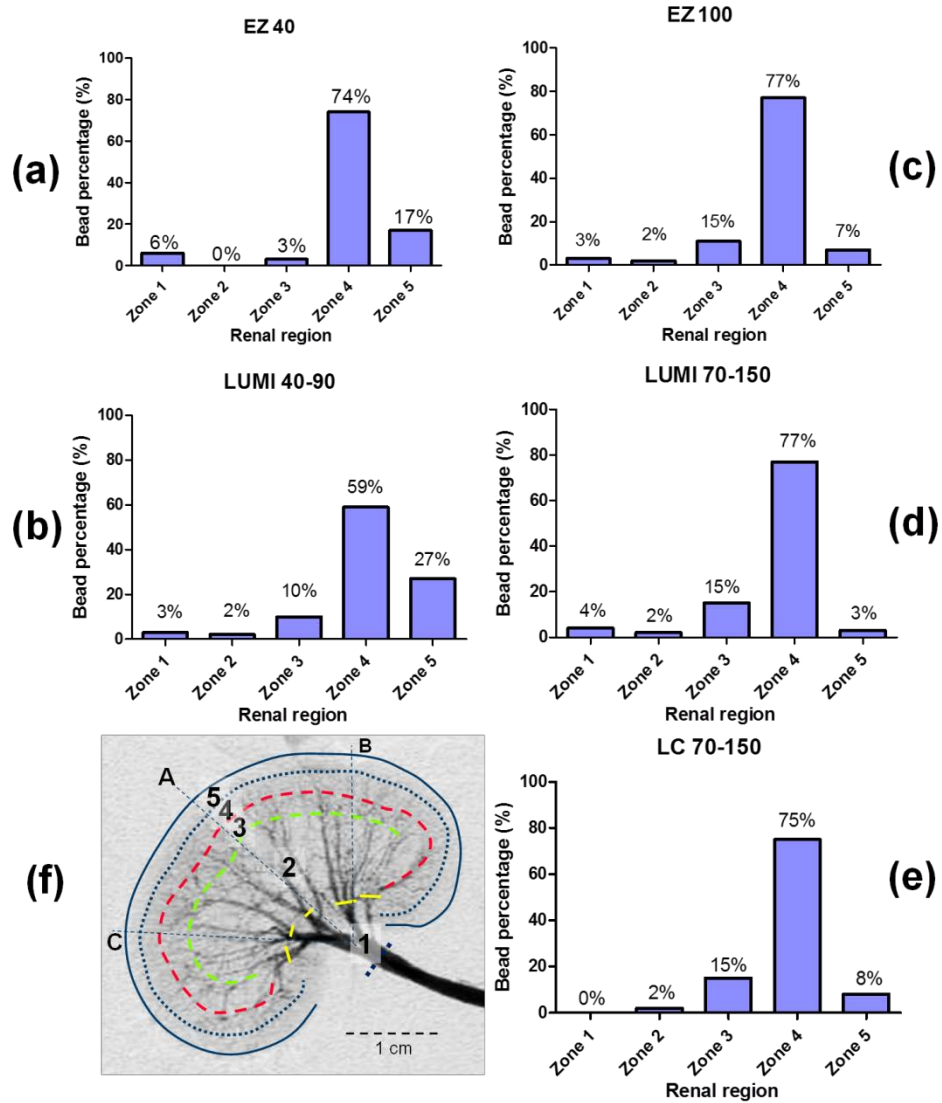 EZ 40
(a)
Bead percentage (%)
100
80
60
40
20
0
6%
0%
3%
74%
17%
Zone 1
Zone 2
Zone 3
Zone 4
Zone 5
Renal region
EZ 100
(c)
Bead percentage (%)
100
80
60
40
20
0
3%
2%
15%
77%
7%
Zone 1
Zone 2
Zone 3
Zone 4
Zone 5
Renal region
LUMI 40-90
(b)
Bead percentage (%)
100
80
60
40
20
0
3%
2%
10%
59%
27%
Zone 1
Zone 2
Zone 3
Zone 4
Zone 5
Renal region
LUMI 70-150
(d)
Bead percentage (%)
100
80
60
40
20
0
4%
2%
15%
77%
3%
Zone 1
Zone 2
Zone 3
Zone 4
Zone 5
Renal region
(f)
A
B
C
5
4
3
2
1
1 cm
LC 70-150
(e)
Bead percentage (%)
100
80
60
40
20
0
0%
2%
15%
75%
8%
Zone 1
Zone 2
Zone 3
Zone 4
Zone 5
Renal region